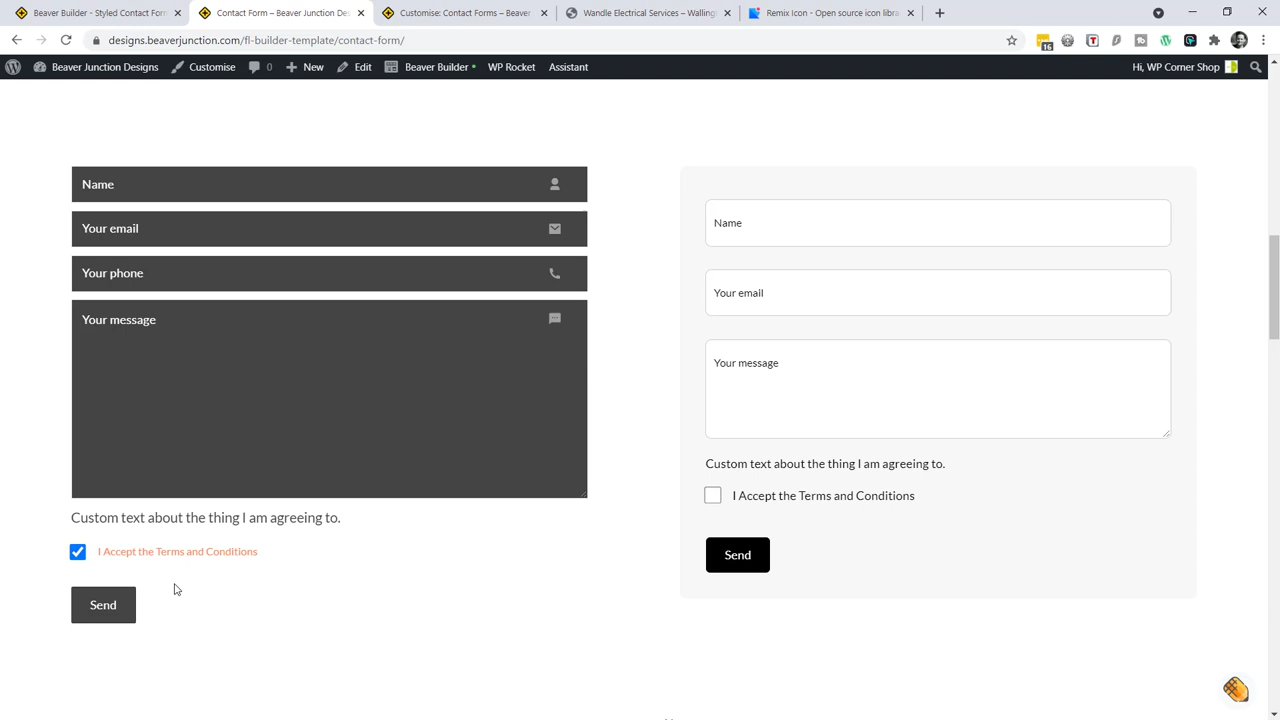 Beaver Builder - Styled Contact Form
Contact Form – Beaver Junction De
Customise: Contact Forms – Beaver
Wandle Electrical Services – Walling
Remix Icon - Open source icon libra
designs.beaverjunction.com/fl-builder-template/contact-form/
16
Beaver Junction Designs
Customise
0
New
Edit
Beaver Builder
WP Rocket
Assistant
Hi, WP Corner Shop
Name
Your email
Your phone
Your message
Custom text about the thing I am agreeing to.
I Accept the Terms and Conditions
Send
Name
Your email
Your message
Custom text about the thing I am agreeing to.
I Accept the Terms and Conditions
Send